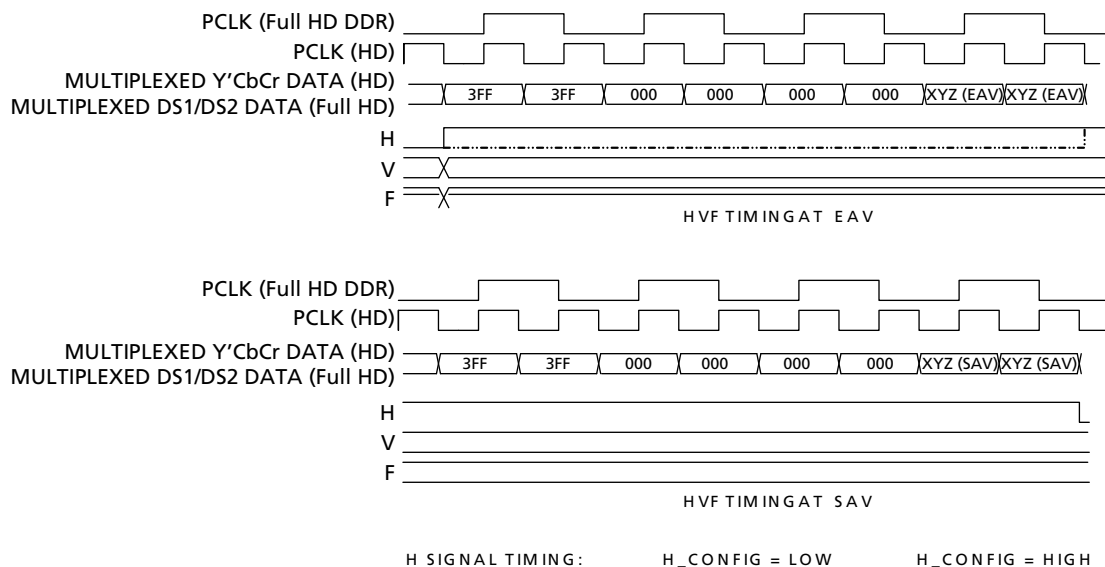 PCLK (Full HD DDR)
PCLK (HD)
MULTIPLEXED Y'CbCr DATA (HD)
MULTIPLEXED DS1/DS2 DATA (Full HD)
3FF 3FF 000 000 000 000 XYZ (EAV) XYZ (EAV)
H
V
F
HVF TIMINGAT EAV
PCLK (Full HD DDR)
PCLK (HD)
MULTIPLEXED Y'CbCr DATA (HD)
MULTIPLEXED DS1/DS2 DATA (Full HD)
3FF 3FF 000 000 000 000 XYZ (SAV) XYZ (SAV)
H
V
F
HVF TIMINGAT SAV
H SIGNAL TIMING: H_CONFIG = LOW H_CONFIG = HIGH